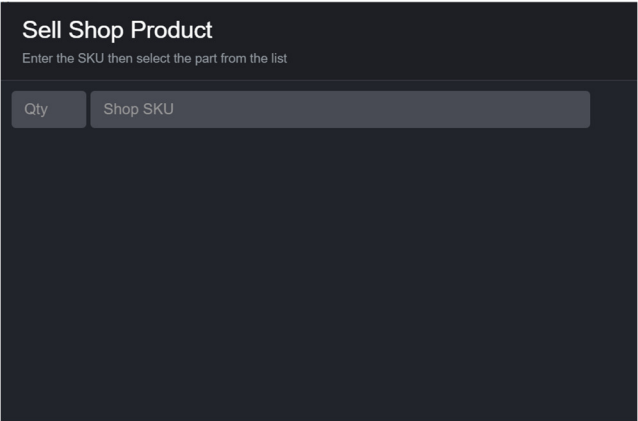 Sell Shop Product
Enter the SKU then select the part from the list
Qty Shop SKU